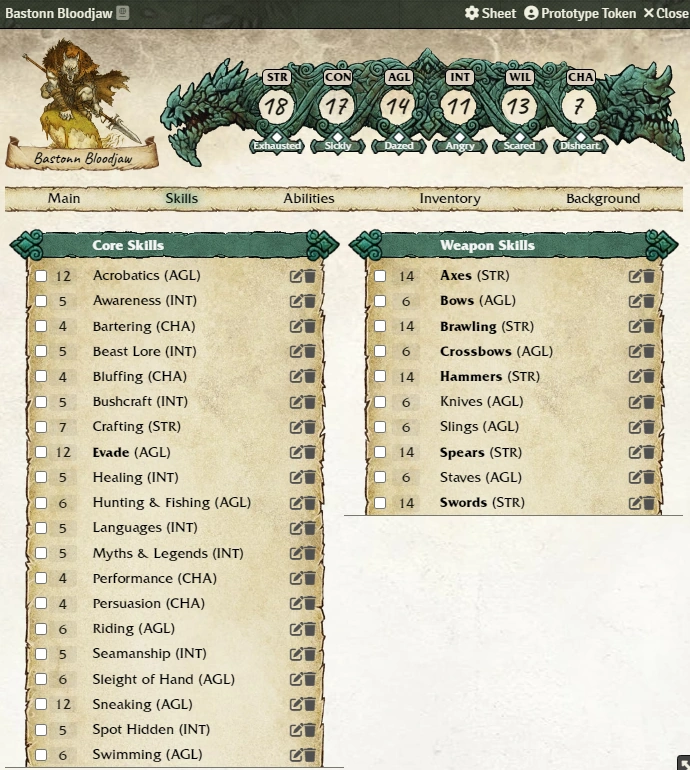 Bastonn Bloodjaw Sheet Prototype Token Close
STR CON AGL INT WIL CHA
18 17 14 11 13 7
Exhausted Sickly Dazed Angry Scared Disheart.
Bastonn Bloodjaw
Main Skills Abilities Inventory Background
Core Skills
12 Acrobatics (AGL)
5 Awareness (INT)
4 Bartering (CHA)
5 Beast Lore (INT)
4 Bluffing (CHA)
5 Bushcraft (INT)
7 Crafting (STR)
12 Evade (AGL)
5 Healing (INT)
6 Hunting & Fishing (AGL)
5 Languages (INT)
5 Myths & Legends (INT)
4 Performance (CHA)
4 Persuasion (CHA)
6 Riding (AGL)
5 Seamanship (INT)
6 Sleight of Hand (AGL)
12 Sneaking (AGL)
5 Spot Hidden (INT)
6 Swimming (AGL)
Weapon Skills
14 Axes (STR)
6 Bows (AGL)
14 Brawling (STR)
6 Crossbows (AGL)
14 Hammers (STR)
6 Knives (AGL)
6 Slings (AGL)
14 Spears (STR)
6 Staves (AGL)
14 Swords (STR)